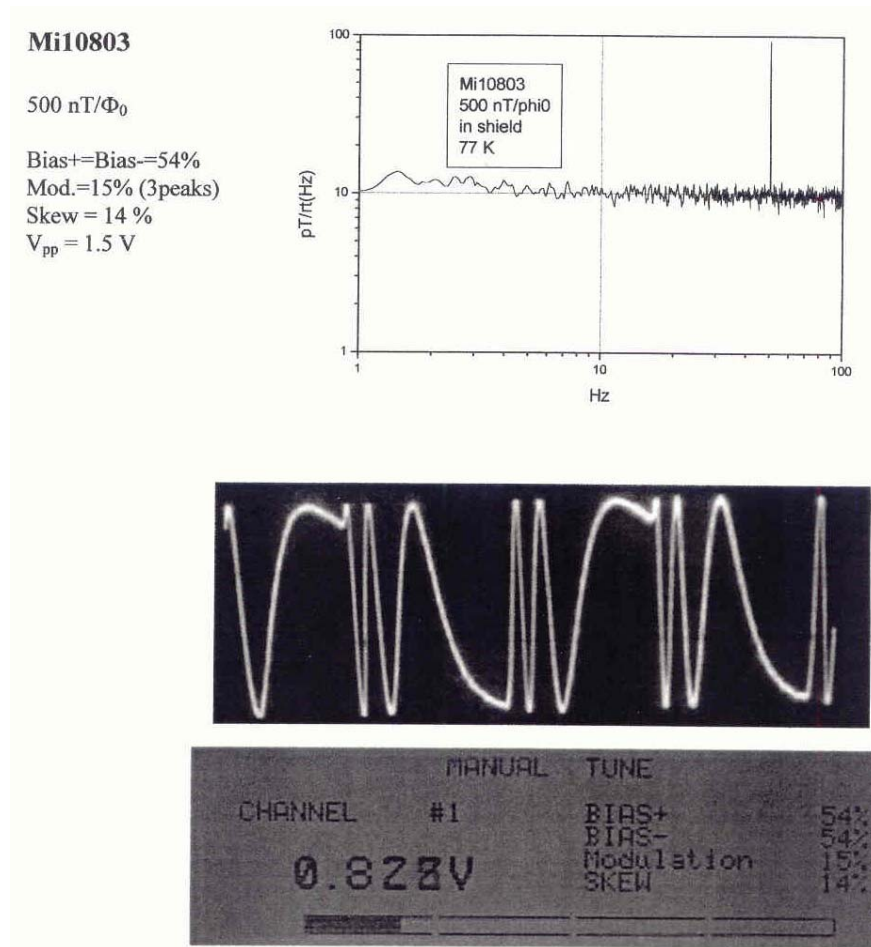 Mi10803
500 nT/Φ₀
Bias+=Bias-=54%
Mod.=15% (3peaks)
Skew = 14 %
Vpp = 1.5 V
100
10
1
pT/rt(Hz)
Mi10803
500 nT/phi0
in shield
77 K
1
10
100
Hz
MANUAL TUNE
CHANNEL #1
BIAS+ 54%
BIAS- 54%
Modulation 15%
SKEW 14%